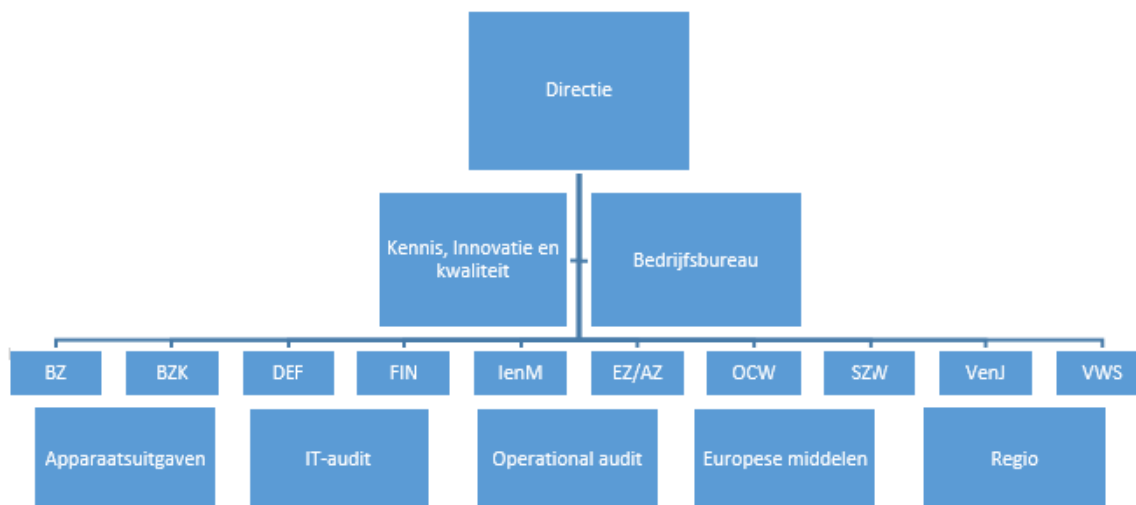 Directie
Kennis, Innovatie en
kwaliteit
Bedrijfsbureau
BZ
BZK
DEF
FIN
IenM
EZ/AZ
OCW
SZW
VenJ
VWS
Apparaatsuitgaven
IT-audit
Operational audit
Europese middelen
Regio